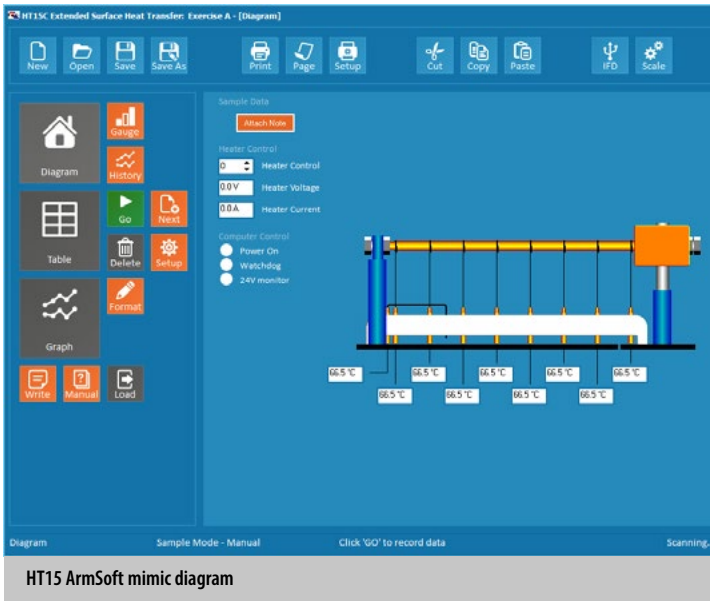 HT15C Extended Surface Heat Transfer: Exercise A - [Diagram]
New Open Save Save As Print Page Setup Cut Copy Paste IFD Scale
Diagram
Gauge
History
Table
Go
Next
Delete
Setup
Graph
Format
Write
Manual
Load
Sample Data
Attach Note
Heater Control
0 Heater Control
0.0 V Heater Voltage
0.0 A Heater Current
Computer Control
Power On
Watchdog
24V monitor
66.5 °C 66.5 °C 66.5 °C 66.5 °C 66.5 °C
66.5 °C 66.5 °C 66.5 °C 66.5 °C
Diagram Sample Mode - Manual Click 'GO' to record data Scanning.
HT15 ArmSoft mimic diagram